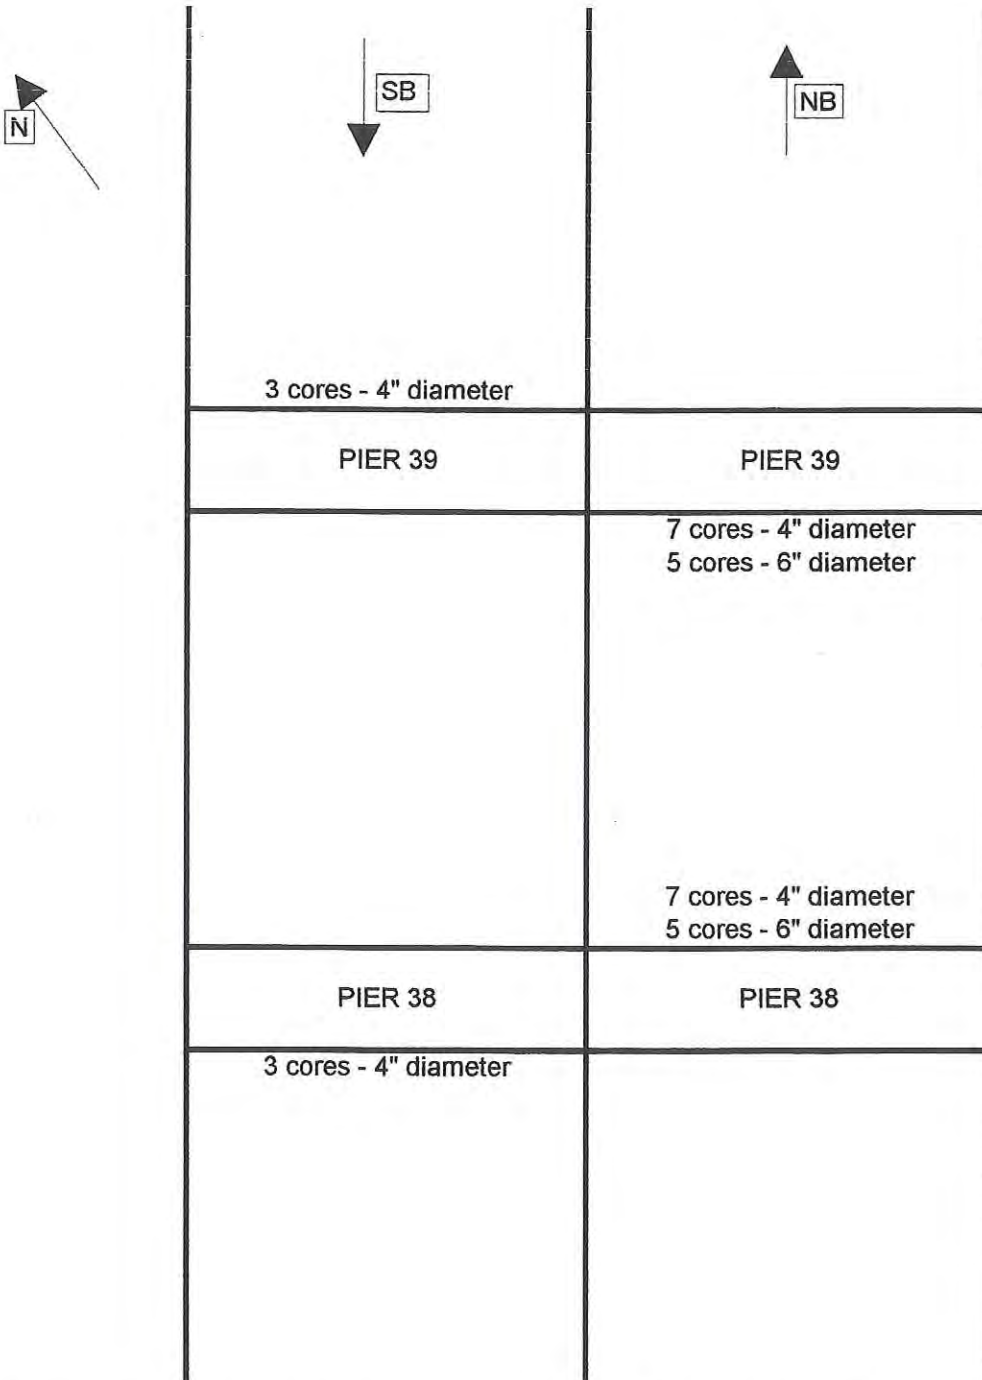 SB
NB
N
3 cores - 4" diameter
PIER 39
PIER 39
7 cores - 4" diameter
5 cores - 6" diameter
7 cores - 4" diameter
5 cores - 6" diameter
PIER 38
PIER 38
3 cores - 4" diameter